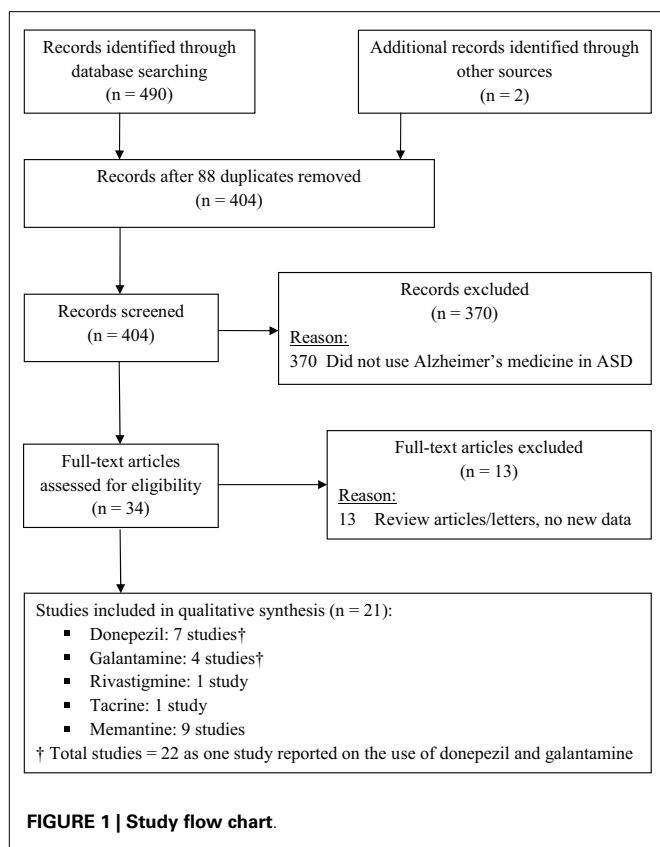 Records identified through
database searching
(n = 490)
Additional records identified through
other sources
(n = 2)
Records after 88 duplicates removed
(n = 404)
Records screened
(n = 404)
Records excluded
(n = 370)
Reason:
370 Did not use Alzheimer's medicine in ASD
Full-text articles
assessed for eligibility
(n = 34)
Full-text articles excluded
(n = 13)
Reason:
13 Review articles/letters, no new data
Studies included in qualitative synthesis (n = 21):
▪ Donepezil: 7 studies†
▪ Galantamine: 4 studies†
▪ Rivastigmine: 1 study
▪ Tacrine: 1 study
▪ Memantine: 9 studies
† Total studies = 22 as one study reported on the use of donepezil and galantamine
FIGURE 1 | Study flow chart.